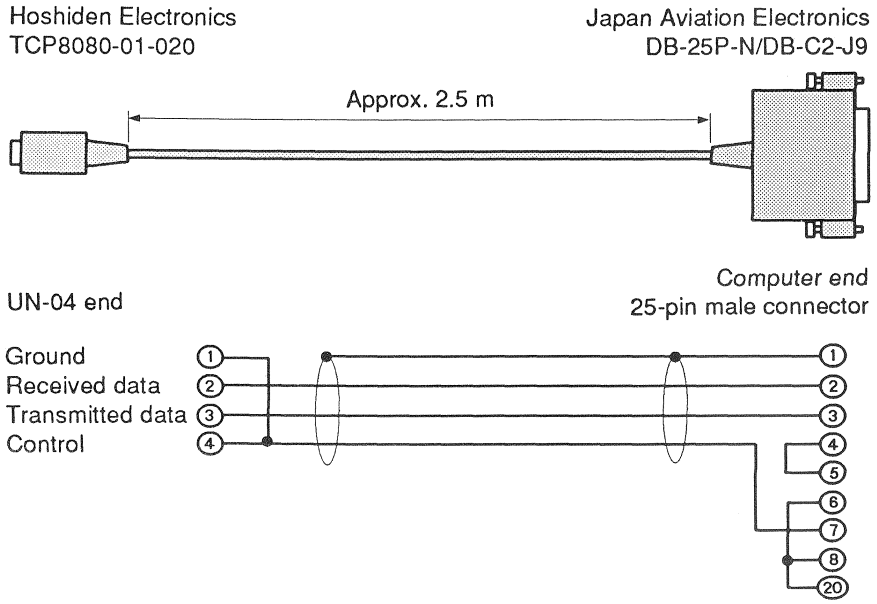 Hoshiden Electronics
TCP8080-01-020
Japan Aviation Electronics
DB-25P-N/DB-C2-J9
Approx. 2.5 m
UN-04 end
Computer end
25-pin male connector
Ground 1 1
Received data 2 2
Transmitted data 3 3
Control 4 4
5
6
7
8
20